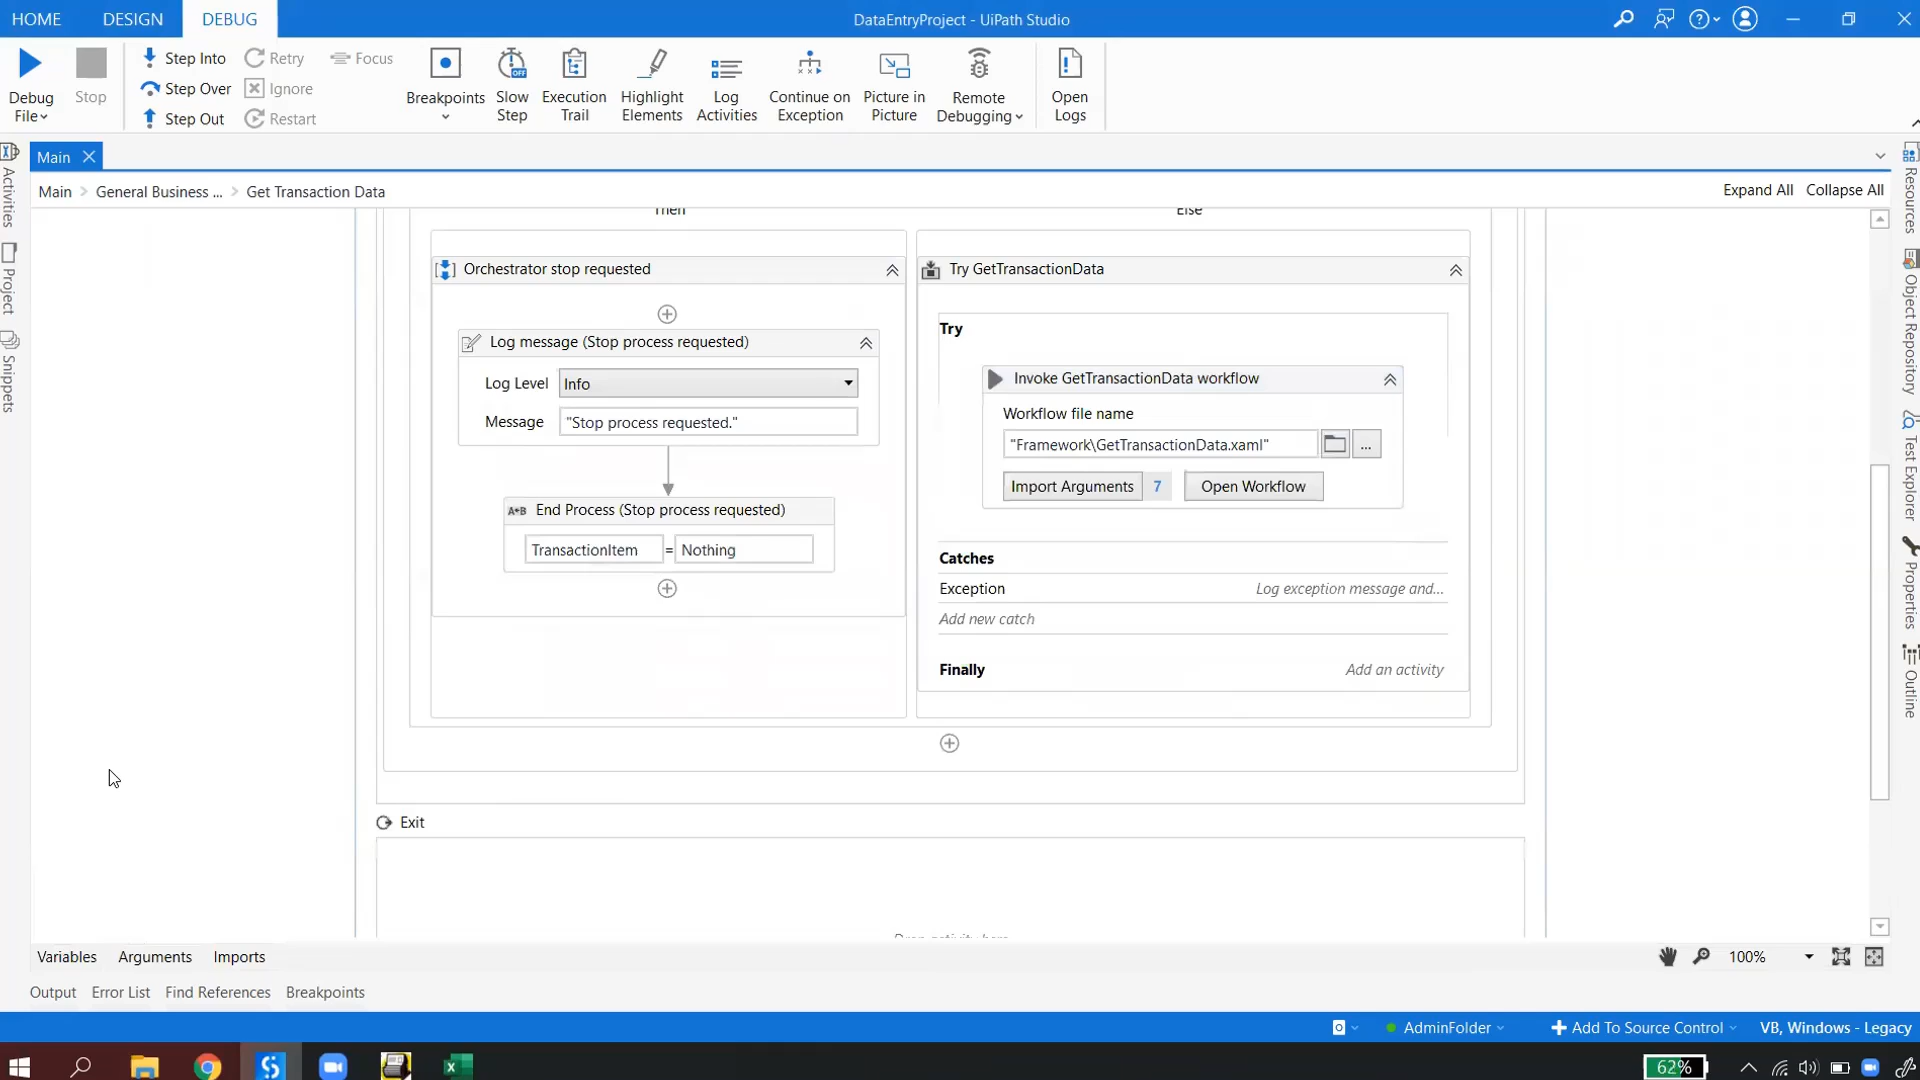 HOME DESIGN DEBUG DataEntryProject - UiPath Studio
Debug File
Stop
Step Into
Step Over
Step Out
Retry
Ignore
Restart
Focus
Breakpoints
Slow Step
Execution Trail
Highlight Elements
Log Activities
Continue on Exception
Picture in Picture
Remote Debugging
Open Logs
Main
Main > General Business ... > Get Transaction Data
Expand All Collapse All
Activities
Project
Snippets
Then Else
Orchestrator stop requested
Log message (Stop process requested)
Log Level Info
Message "Stop process requested."
End Process (Stop process requested)
A+B
TransactionItem = Nothing
Try GetTransactionData
Try
Invoke GetTransactionData workflow
Workflow file name
"Framework\GetTransactionData.xaml" ...
Import Arguments 7 Open Workflow
Catches
Exception Log exception message and...
Add new catch
Finally Add an activity
Exit
Resources
Object Repository
Test Explorer
Properties
Outline
Variables Arguments Imports 100%
Output Error List Find References Breakpoints
AdminFolder Add To Source Control VB, Windows - Legacy
62%